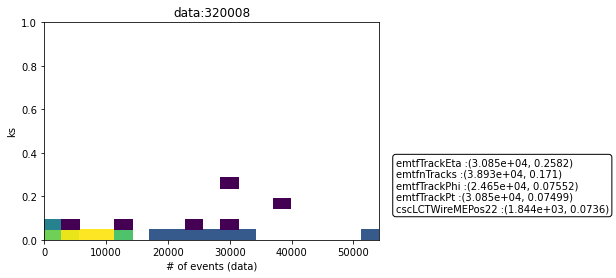 data:320008
1.0
0.8
0.6
0.4
0.2
0.0
ks
0 10000 20000 30000 40000 50000
# of events (data)
emtfTrackEta :(3.085e+04, 0.2582)
emtfnTracks :(3.893e+04, 0.171)
emtfTrackPhi :(2.465e+04, 0.07552)
emtfTrackPt :(3.085e+04, 0.07499)
cscLCTWireMEPos22 :(1.844e+03, 0.0736)